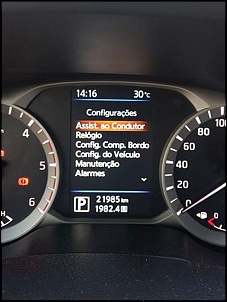 14:16 30°c
Configurações
Assist. ao Condutor
Relógio
Config. Comp. Bordo
Config. do Veículo
Manutenção
Alarmes
P 21985 km
1982.4
4
5
6
H
100
80
60
40
20
0